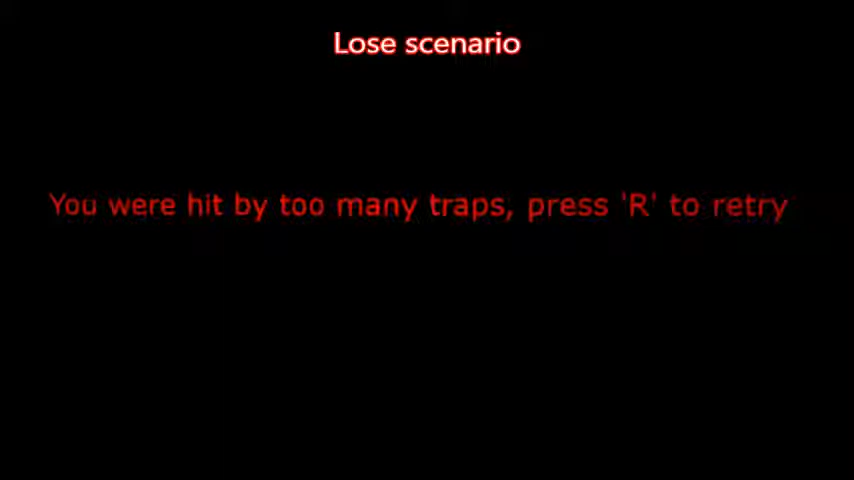 Lose scenario
You were hit by too many traps, press 'R' to retry